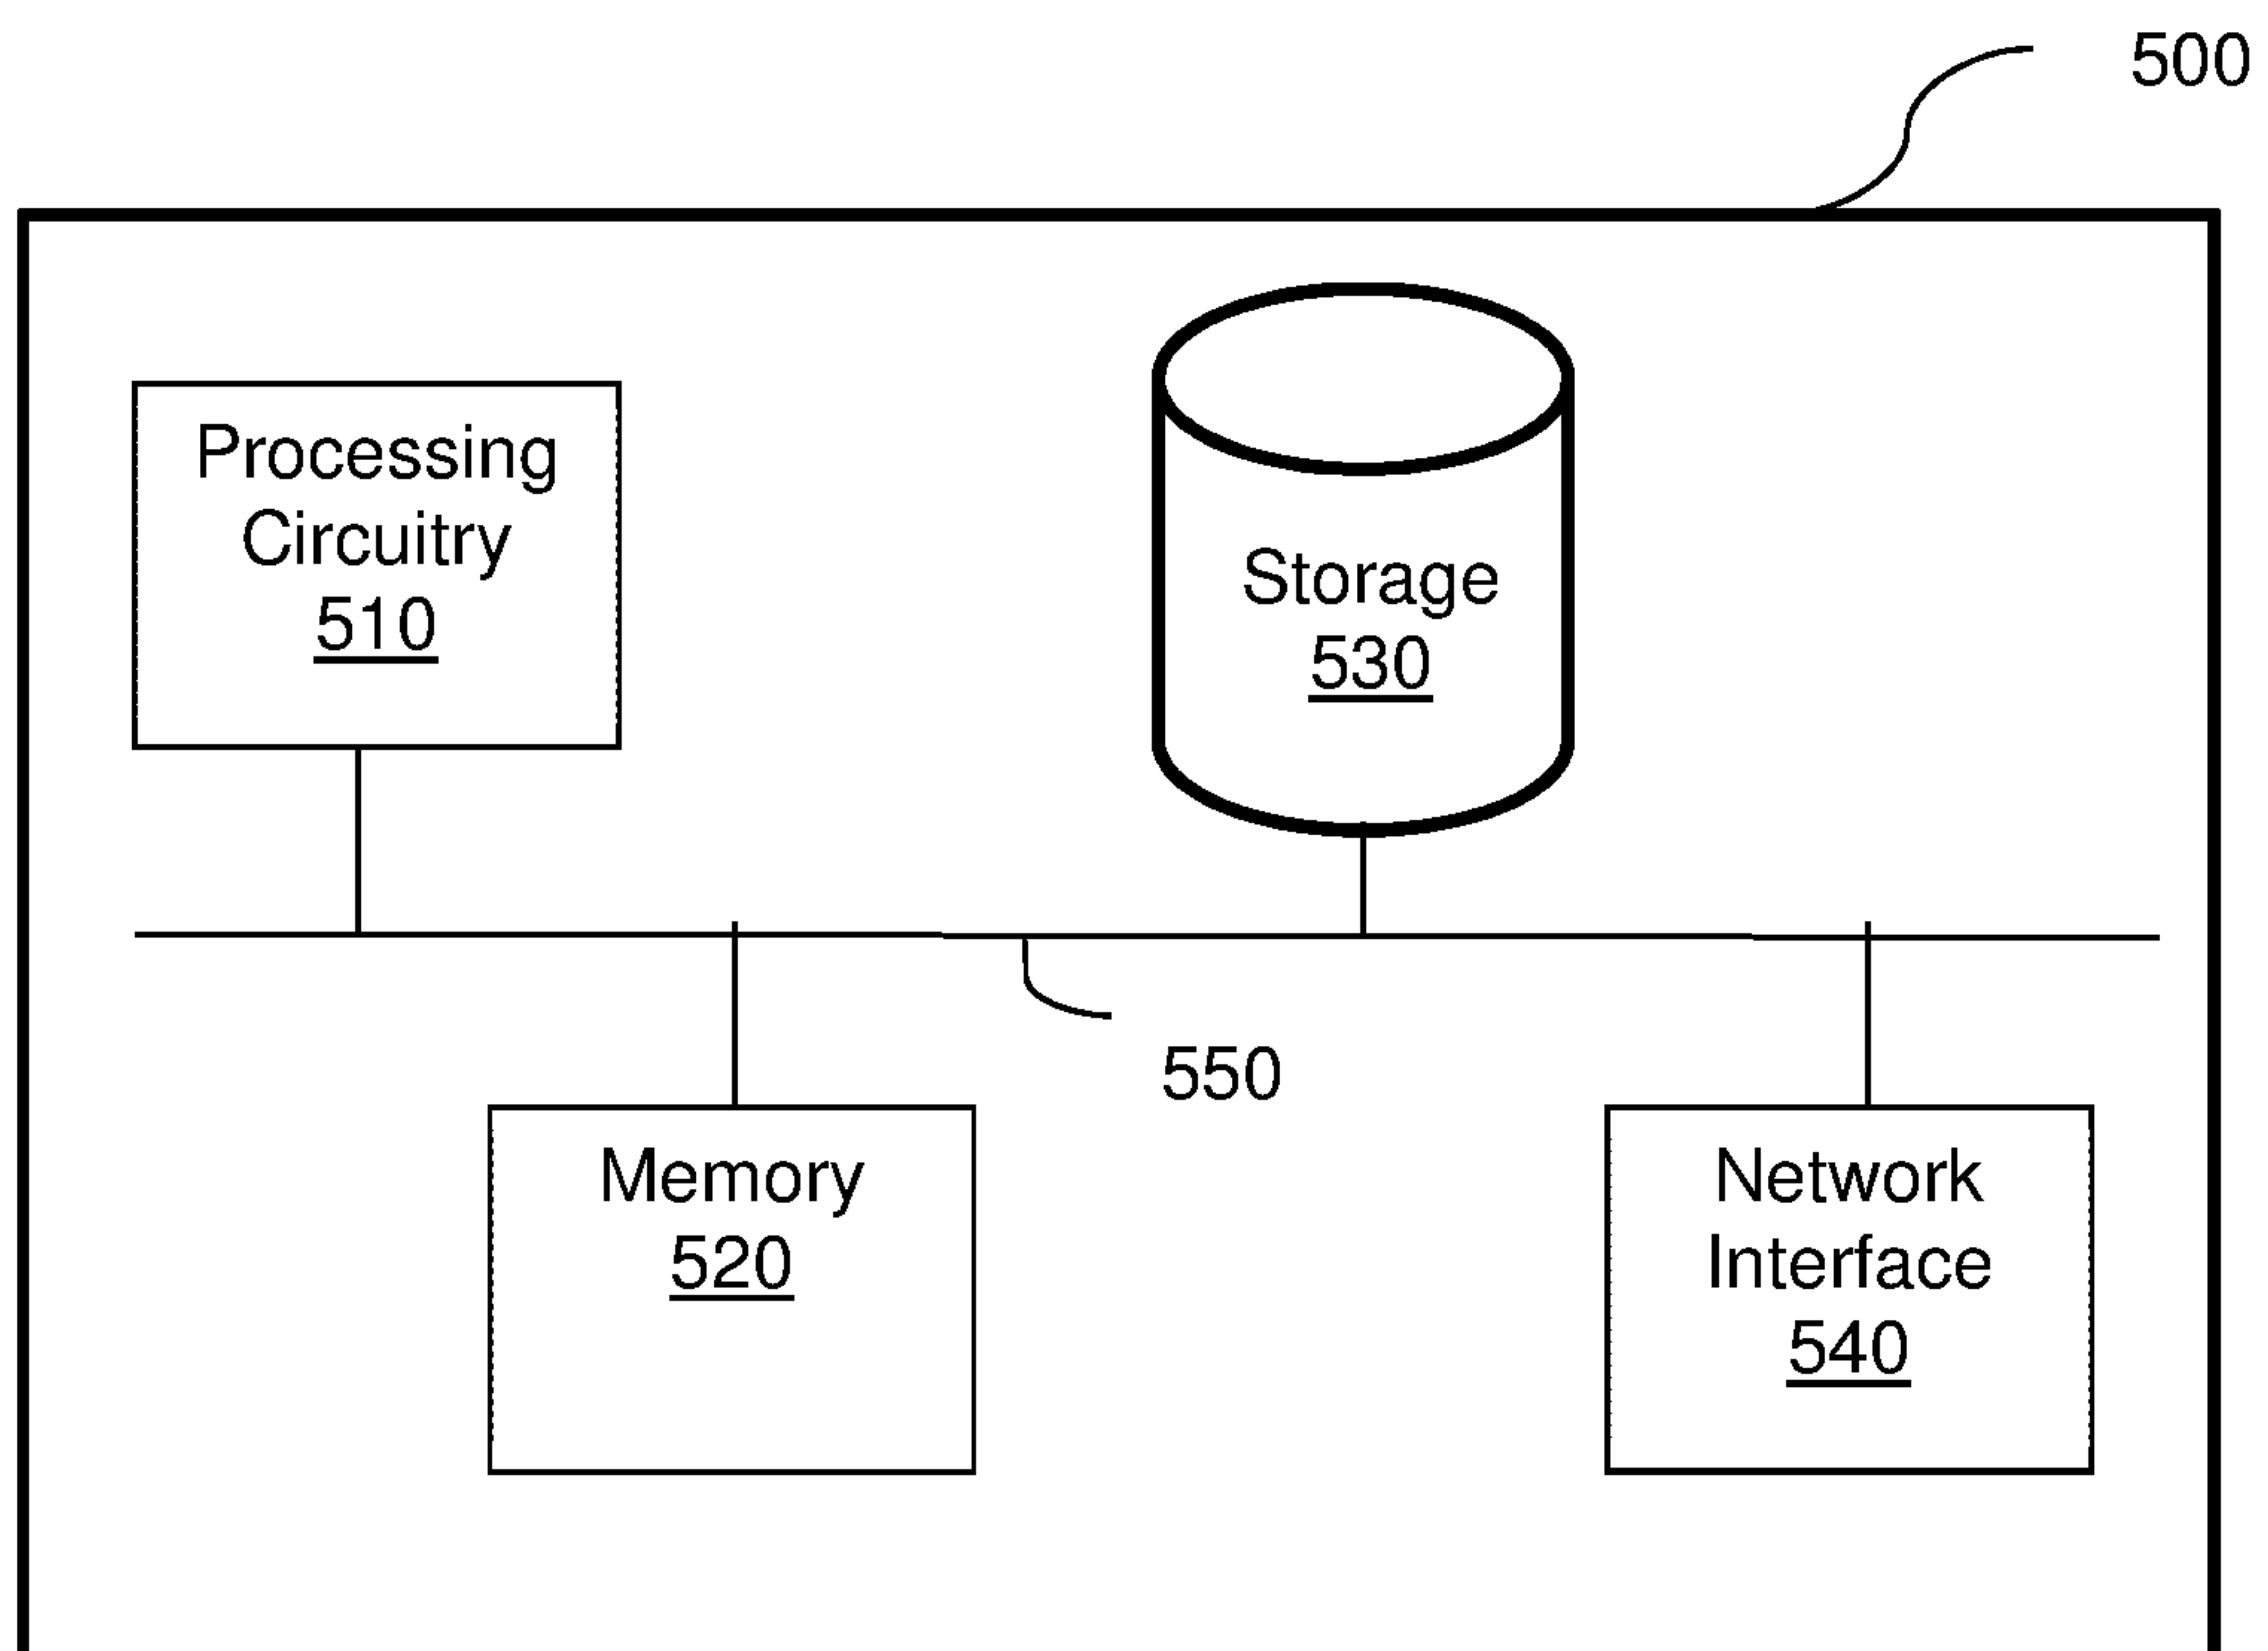 500
Processing
Circuitry
510
Storage
530
550
Memory
520
Network
Interface
540